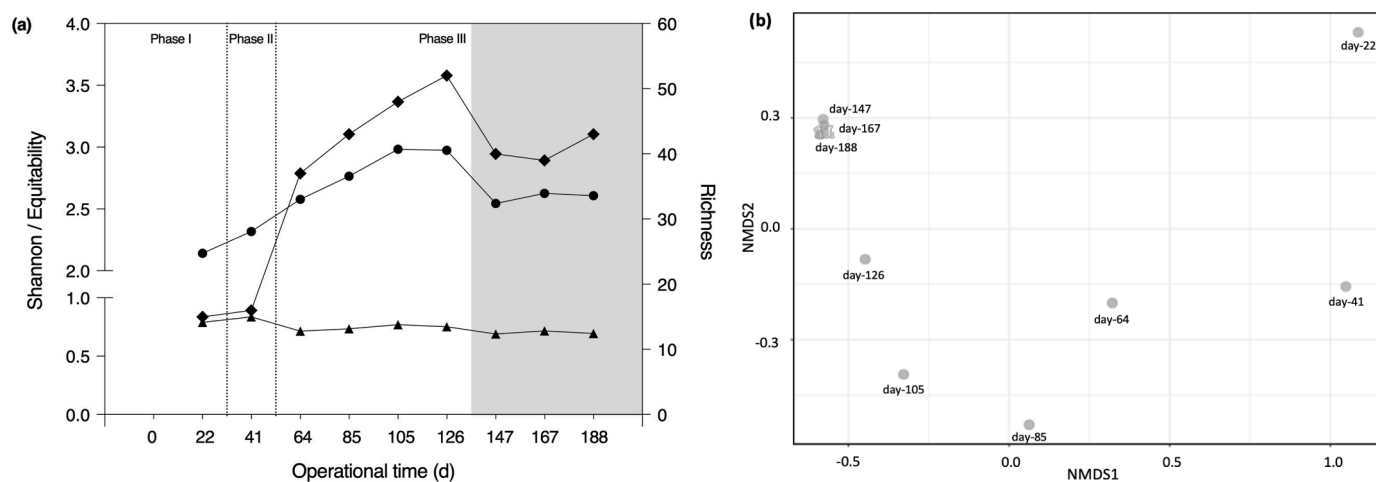 (a)
4.0
3.5
3.0
2.5
2.0
1.0
0.5
0.0
Shannon / Equitability
Phase I
Phase II
Phase III
60
50
40
30
20
10
0
Richness
0 22 41 64 85 105 126 147 167 188
Operational time (d)
(b)
day-22
day-147
day-167
day-188
day-126
day-64
day-41
day-105
day-85
0.3
0.0
-0.3
NMDS2
-0.5 0.0 0.5 1.0
NMDS1